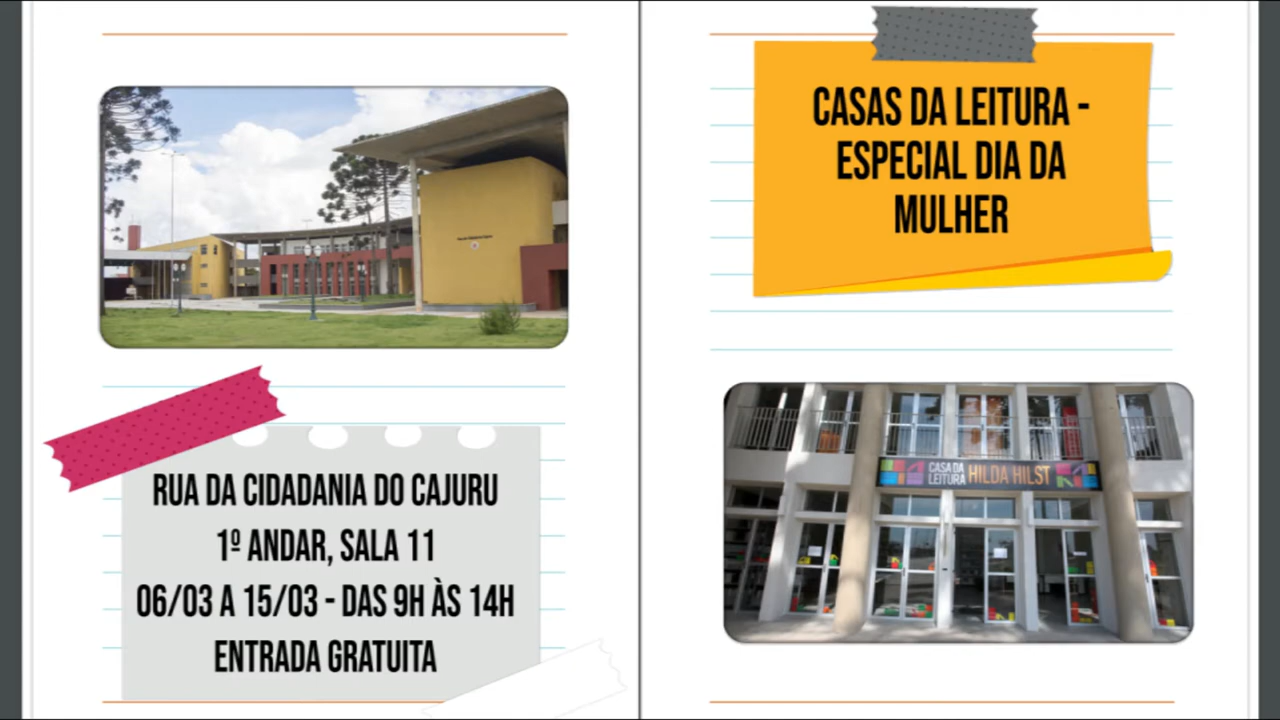 RUA DA CIDADANIA DO CAJURU
1º ANDAR, SALA 11
06/03 A 15/03 - DAS 9H ÀS 14H
ENTRADA GRATUITA
CASAS DA LEITURA -
ESPECIAL DIA DA
MULHER
CASA DA
LEITURA HILDA HILST